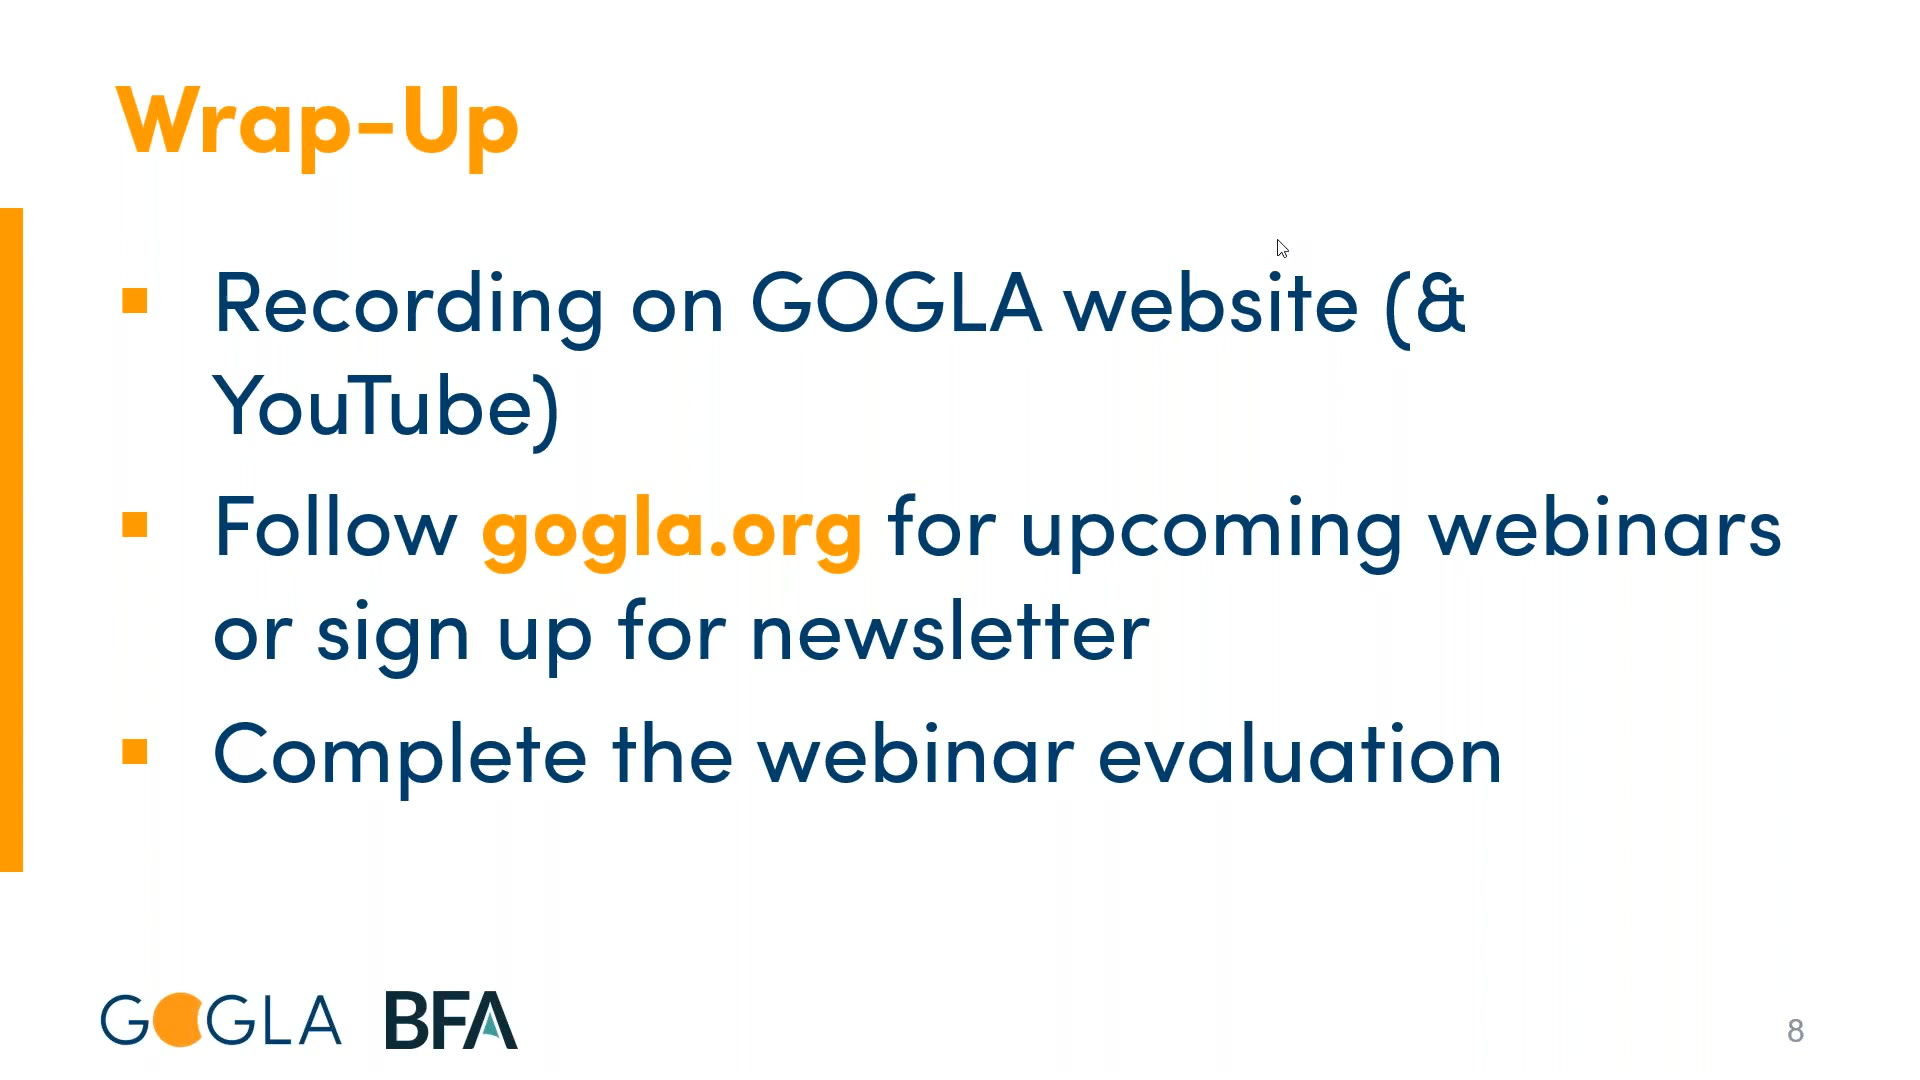 Wrap-Up
▪ Recording on GOGLA website (&
YouTube)
▪ Follow gogla.org for upcoming webinars
or sign up for newsletter
▪ Complete the webinar evaluation
GOGLA BFA
8